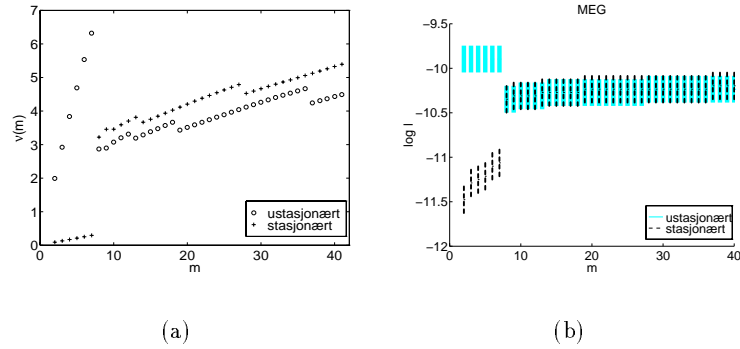 7
6
5
4
3
2
1
0
v(m)
ustasjonært
stasjonært
0 10 20 30 40
m
(a)
MEG
−9.5
−10
−10.5
−11
−11.5
−12
log l
ustasjonært
stasjonært
0 10 20 30 40
m
(b)